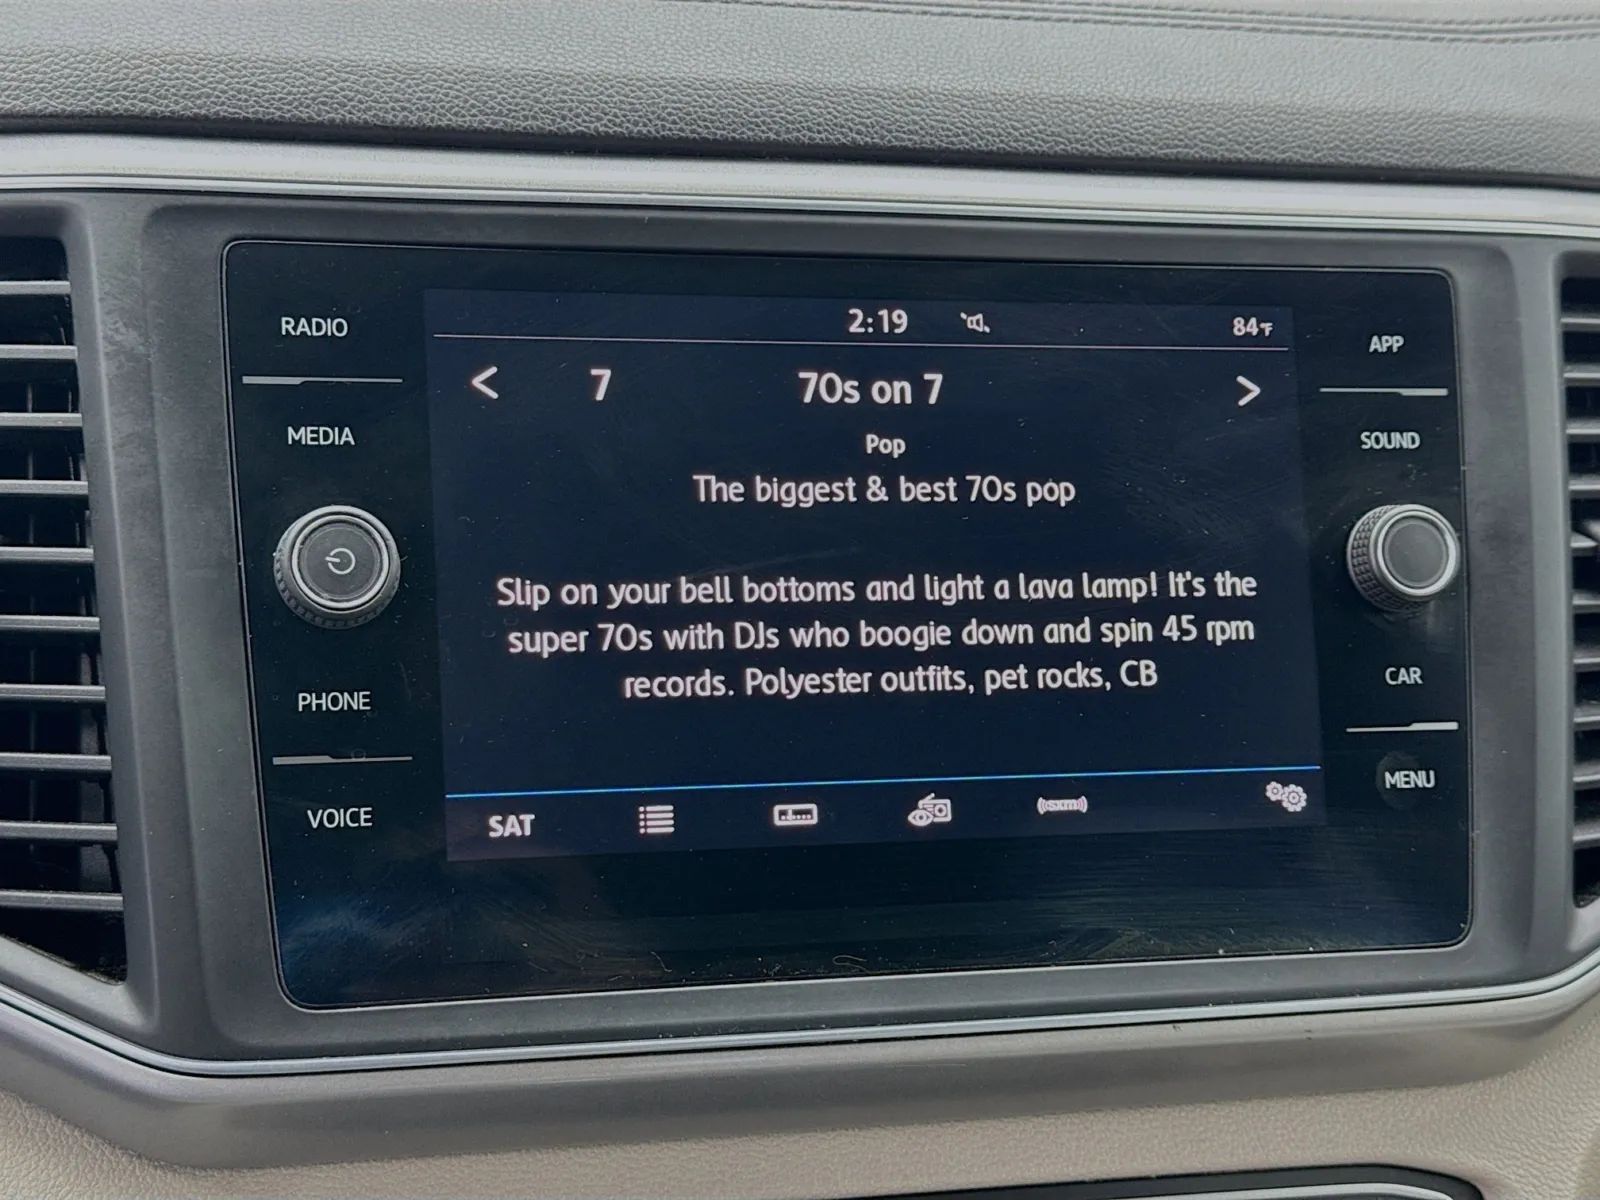 RADIO
MEDIA
PHONE
VOICE
2:19
84°F
7
70s on 7
Pop
The biggest & best 70s pop
Slip on your bell bottoms and light a lava lamp! It's the
super 70s with DJs who boogie down and spin 45 rpm
records. Polyester outfits, pet rocks, CB
SAT
((SXM))
APP
SOUND
CAR
MENU